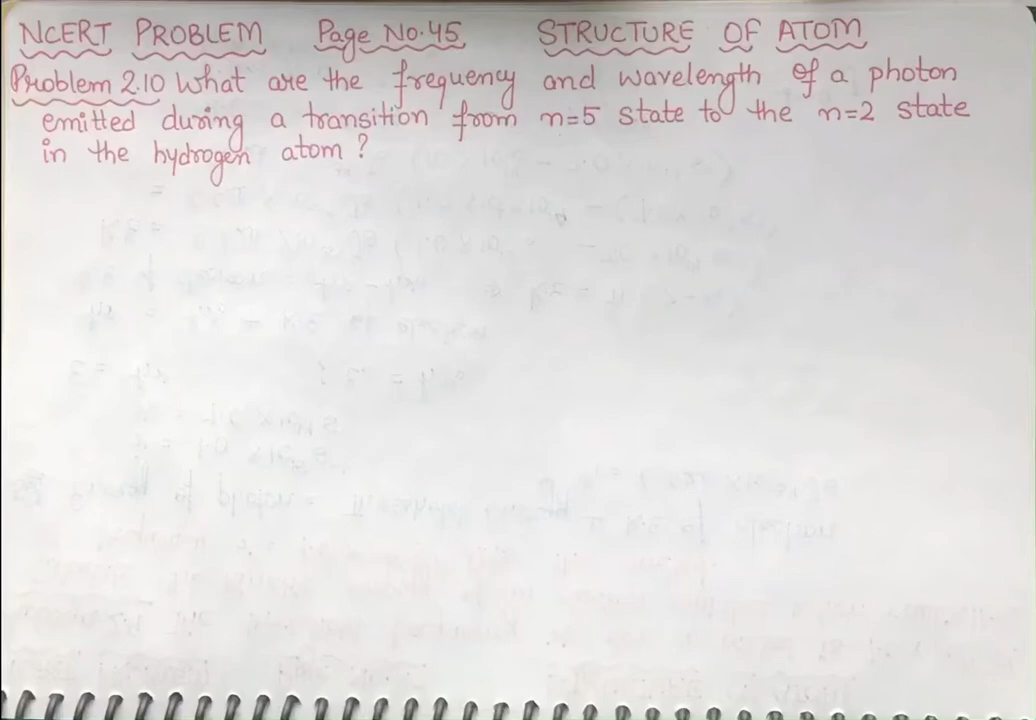 NCERT PROBLEM Page No. 45 STRUCTURE OF ATOM
Problem 2.10 What are the frequency and wavelength of a photon
emitted during a transition from n=5 state to the n=2 state
in the hydrogen atom ?